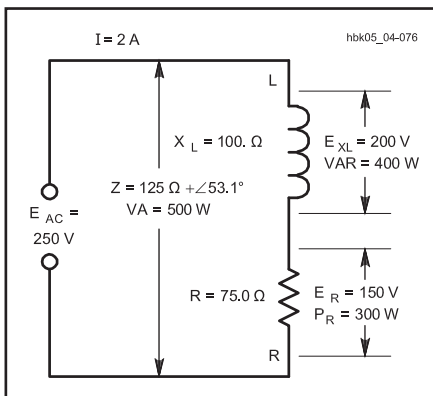 I = 2 A
hbk05_04-076
L
X L = 100. Ω
E XL = 200 V
VAR = 400 W
Z = 125 Ω +∠53.1°
VA = 500 W
E AC =
250 V
R = 75.0 Ω
E R = 150 V
P R = 300 W
R